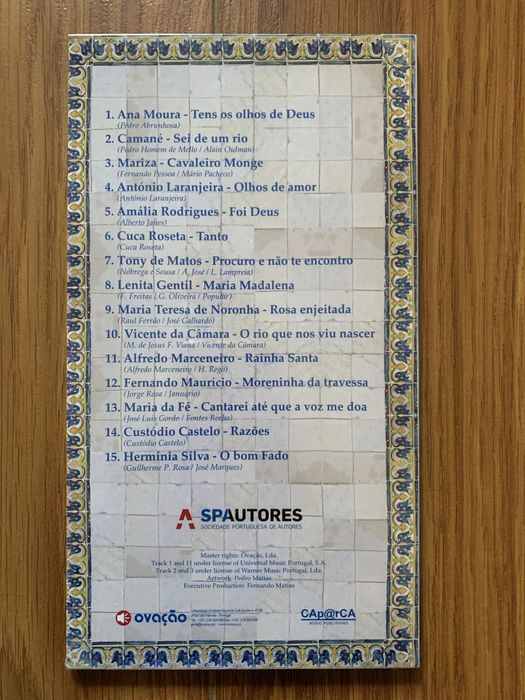 1. Ana Moura - Tens os olhos de Deus
(Pedro Abrunhosa)
2. Camané - Sei de um rio
(Pedro Homem de Mello / Alain Oulman)
3. Mariza - Cavaleiro Monge
(Fernando Pessoa / Mário Pacheco)
4. António Laranjeira - Olhos de amor
(António Laranjeira)
5. Amália Rodrigues - Foi Deus
(Alberto Janes)
6. Cuca Roseta - Tanto
(Cuca Roseta)
7. Tony de Matos - Procuro e não te encontro
(Nóbrega e Sousa / A. José / L. Lampreia)
8. Lenita Gentil - Maria Madalena
(F. Freitas / G. Oliveira / Popular)
9. Maria Teresa de Noronha - Rosa enjeitada
(Raul Ferrão / José Galhardo)
10. Vicente da Câmara - O rio que nos viu nascer
(M. de Jesus F. Viana / Vicente da Câmara)
11. Alfredo Marceneiro - Rainha Santa
(Alfredo Marceneiro / H. Rego)
12. Fernando Maurício - Moreninha da travessa
(Jorge Rosa / Januário)
13. Maria da Fé - Cantarei até que a voz me doa
(José Luís Gordo / Fontes Rocha)
14. Custódio Castelo - Razões
(Custódio Castelo)
15. Hermínia Silva - O bom Fado
(Guilherme P. Rosa / José Marques)
SPAUTORES
SOCIEDADE PORTUGUESA DE AUTORES
Master rights: Ovação, Lda.
Track 1 and 11 under license of Universal Music Portugal, S.A.
Track 2 and 3 under license of Warner Music Portugal, Lda.
Artwork: Pedro Matias
Executive Production: Fernando Matias
ovação
CAp@rCA
MUSIC PUBLISHING